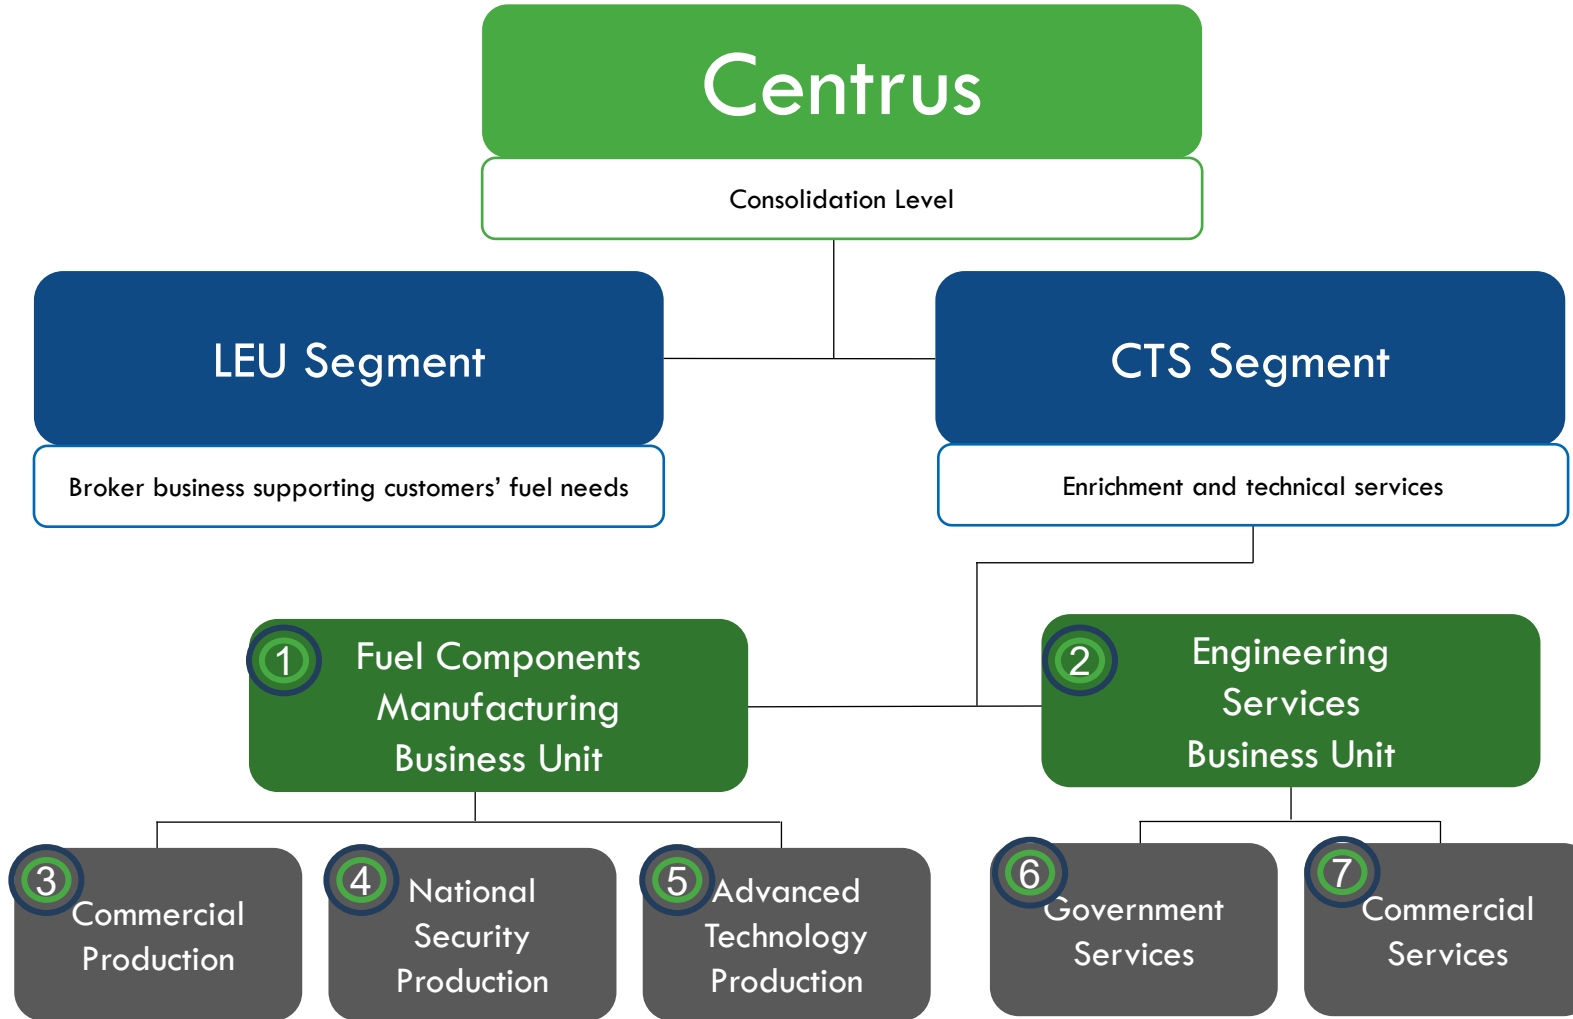 Centrus
Consolidation Level
LEU Segment
Broker business supporting customers’ fuel needs
CTS Segment
Enrichment and technical services
1
Fuel Components
Manufacturing
Business Unit
2
Engineering
Services
Business Unit
3
Commercial
Production
4
National
Security
Production
5
Advanced
Technology
Production
6
Government
Services
7
Commercial
Services